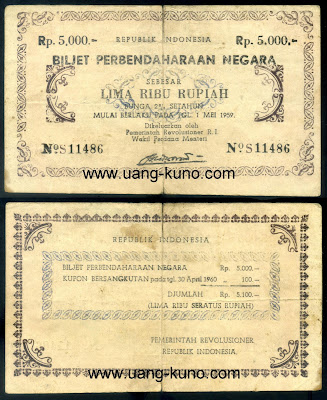 Rp. 5.000.- REPUBLIK INDONESIA Rp. 5.000.-
BILJET PERBENDAHARAAN NEGARA
SEBESAR
LIMA RIBU RUPIAH
BUNGA 2% SETAHUN
MULAI BERLAKU PADA TGL. 1 MEI 1959.
Dikeluarkan oleh
Pemerintah Revolusioner R.I
Wakil Perdana Menteri
NoS11486 NoS11486
www.uang-kuno.com
REPUBLIK INDONESIA
BILJET PERBENDAHARAAN NEGARA Rp. 5.000.-
KUPON BERSANGKUTAN pada tgl. 30 April 1960 " 100.-
DJUMLAH Rp. 5.100.-
(LIMA RIBU SERATUS RUPIAH)
PEMERINTAH REVOLUSIONER
REPUBLIK INDONESIA.
www.uang-kuno.com